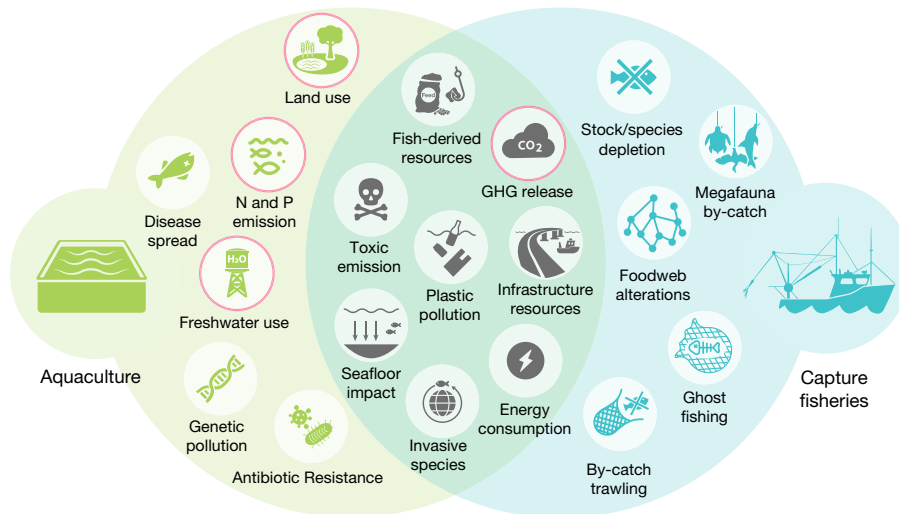 Land use
Feed
Fish-derived
resources
CO2
GHG release
Stock/species
depletion
Megafauna
by-catch
Disease
spread
N and P
emission
Toxic
emission
Plastic
pollution
Infrastructure
resources
Foodweb
alterations
H₂O
Freshwater use
Seafloor
impact
Energy
consumption
Ghost
fishing
Aquaculture
Capture
fisheries
Genetic
pollution
Antibiotic Resistance
Invasive
species
By-catch
trawling